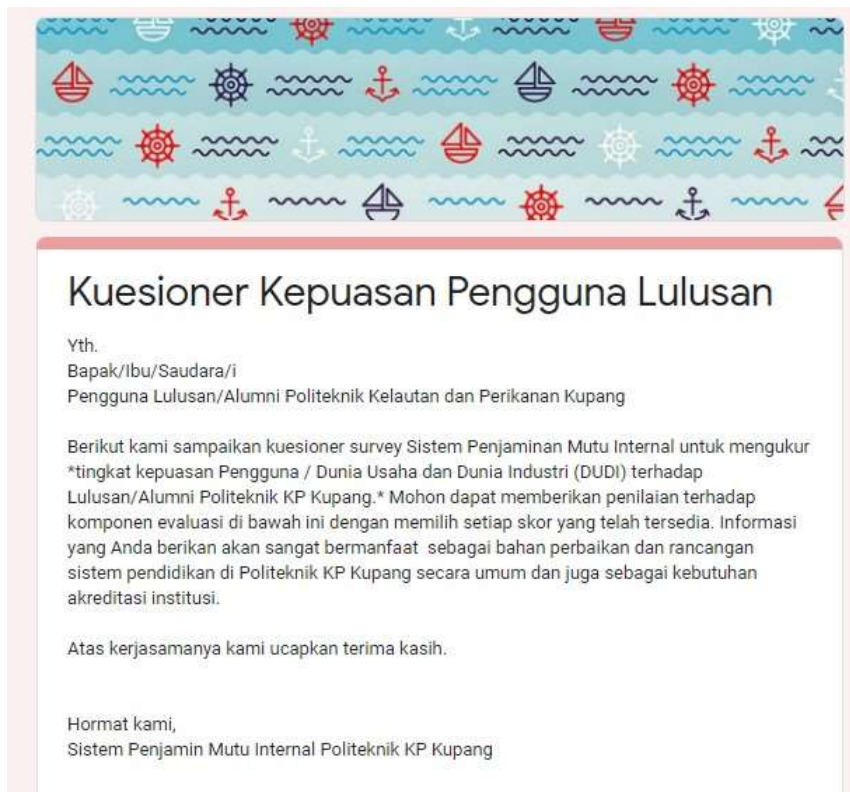 Kuesioner Kepuasan Pengguna Lulusan
Yth.
Bapak/Ibu/Saudara/i
Pengguna Lulusan/Alumni Politeknik Kelautan dan Perikanan Kupang
Berikut kami sampaikan kuesioner survey Sistem Penjaminan Mutu Internal untuk mengukur
*tingkat kepuasan Pengguna / Dunia Usaha dan Dunia Industri (DUDI) terhadap
Lulusan/Alumni Politeknik KP Kupang.* Mohon dapat memberikan penilaian terhadap
komponen evaluasi di bawah ini dengan memilih setiap skor yang telah tersedia. Informasi
yang Anda berikan akan sangat bermanfaat  sebagai bahan perbaikan dan rancangan
sistem pendidikan di Politeknik KP Kupang secara umum dan juga sebagai kebutuhan
akreditasi institusi.
Atas kerjasamanya kami ucapkan terima kasih.
Hormat kami,
Sistem Penjamin Mutu Internal Politeknik KP Kupang